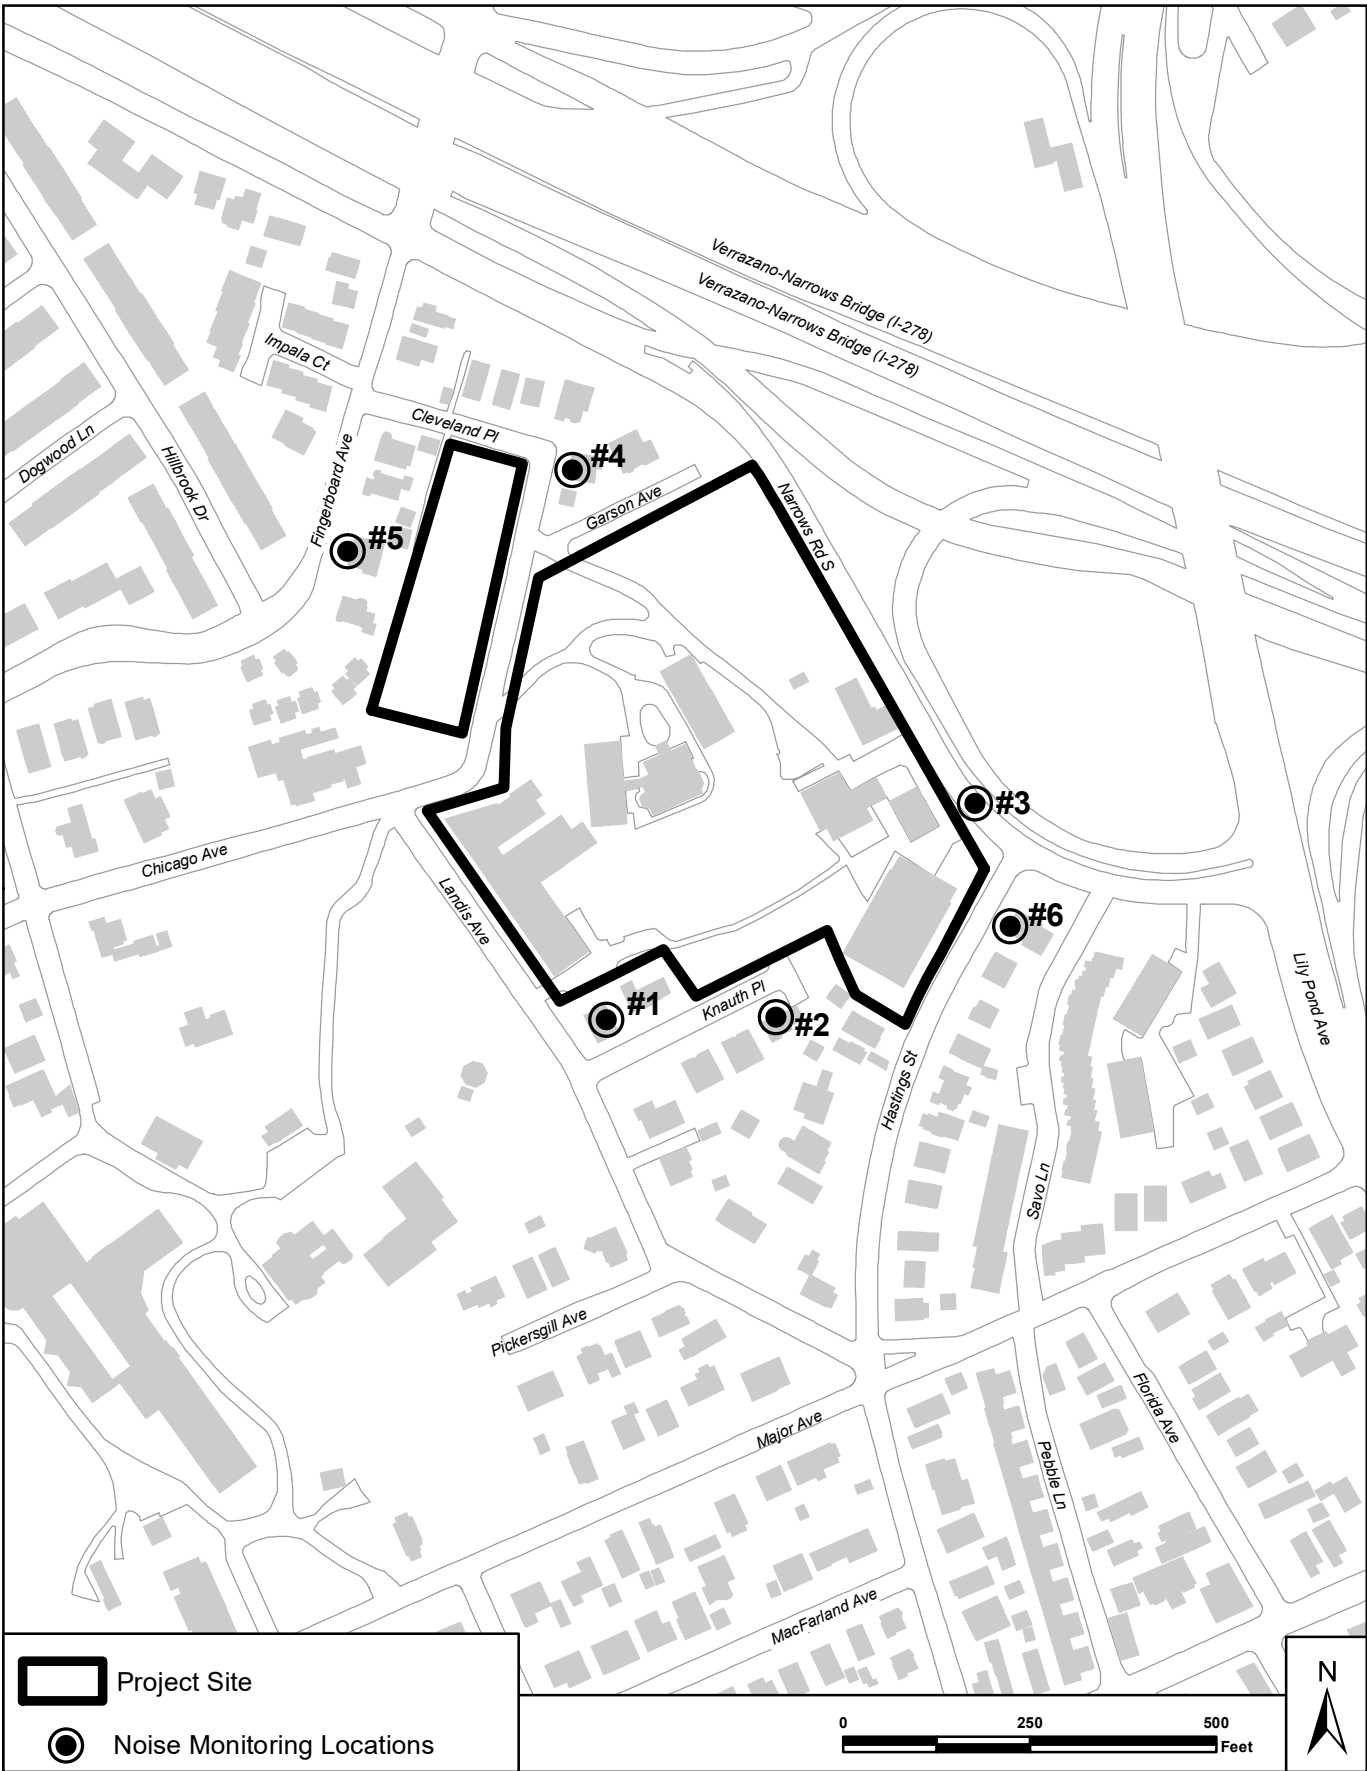 Verrazano-Narrows Bridge (I-278)
Verrazano-Narrows Bridge (I-278)
Impala Ct
Cleveland Pl
Dogwood Ln
Hillbrook Dr
Fingerboard Ave
#4
Garson Ave
Narrows Rd S
#5
#3
Chicago Ave
Landis Ave
#6
#1
Knauth Pl
#2
Lily Pond Ave
Hastings St
Savo Ln
Pickersgill Ave
Major Ave
Florida Ave
Pebble Ln
MacFarland Ave
Project Site
Noise Monitoring Locations
0 250 500
Feet
N